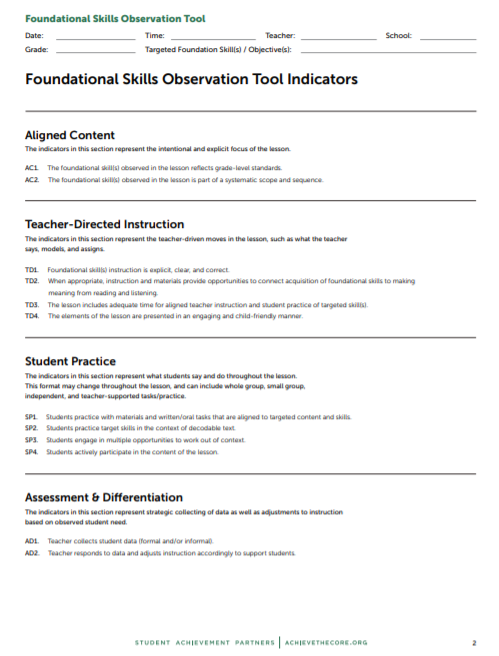 Foundational Skills Observation Tool
Date: Time: Teacher: School:
Grade: Targeted Foundation Skill(s) / Objective(s):
Foundational Skills Observation Tool Indicators
Aligned Content
The indicators in this section represent the intentional and explicit focus of the lesson.
AC1. The foundational skill(s) observed in the lesson reflects grade-level standards.
AC2. The foundational skill(s) observed in the lesson is part of a systematic scope and sequence.
Teacher-Directed Instruction
The indicators in this section represent the teacher-driven moves in the lesson, such as what the teacher
says, models, and assigns.
TD1. Foundational skill(s) instruction is explicit, clear, and correct.
TD2. When appropriate, instruction and materials provide opportunities to connect acquisition of foundational skills to making
meaning from reading and listening.
TD3. The lesson includes adequate time for aligned teacher instruction and student practice of targeted skill(s).
TD4. The elements of the lesson are presented in an engaging and child-friendly manner.
Student Practice
The indicators in this section represent what students say and do throughout the lesson.
This format may change throughout the lesson, and can include whole group, small group,
independent, and teacher-supported tasks/practice.
SP1. Students practice with materials and written/oral tasks that are aligned to targeted content and skills.
SP2. Students practice target skills in the context of decodable text.
SP3. Students engage in multiple opportunities to work out of context.
SP4. Students actively participate in the content of the lesson.
Assessment & Differentiation
The indicators in this section represent strategic collecting of data as well as adjustments to instruction
based on observed student need.
AD1. Teacher collects student data (formal and/or informal).
AD2. Teacher responds to data and adjusts instruction accordingly to support students.
STUDENT ACHIEVEMENT PARTNERS | ACHIEVETHECORE.ORG 2